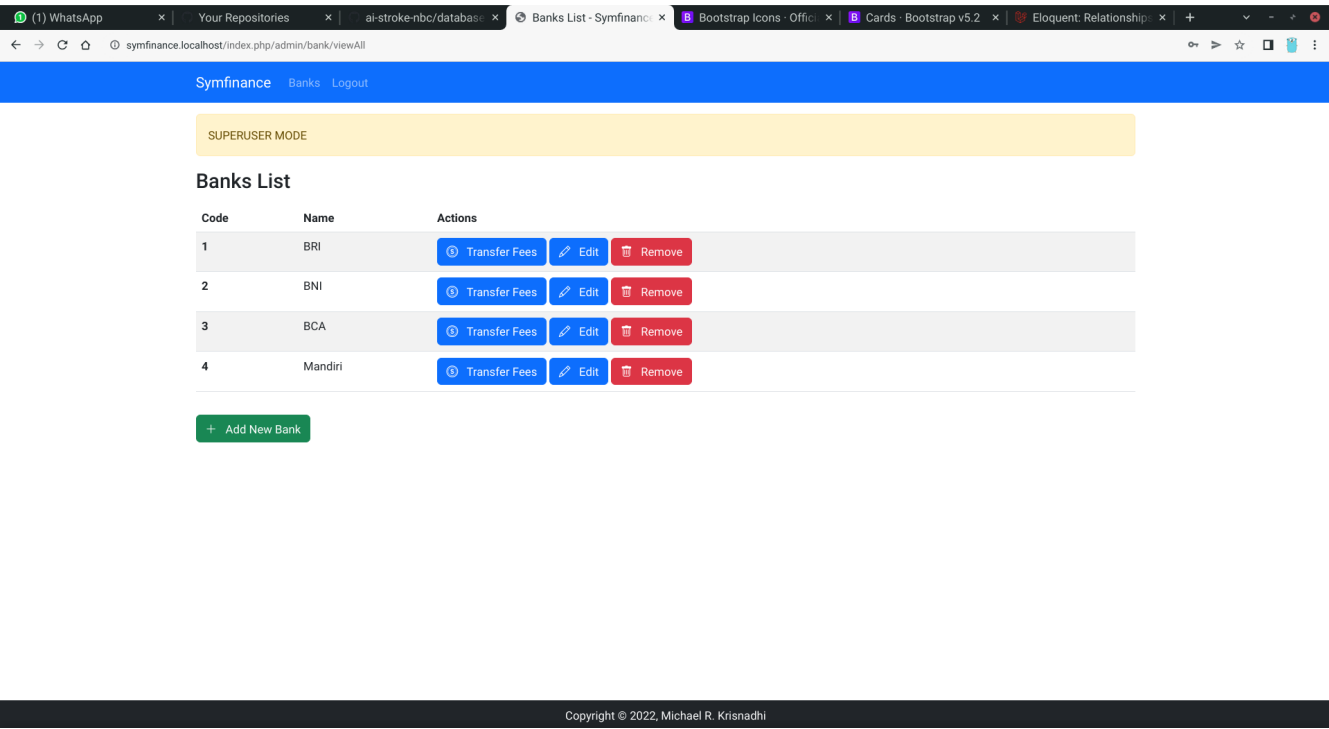 (1) WhatsApp
Your Repositories
ai-stroke-nbc/database
Banks List - Symfinance
Bootstrap Icons · Offici
Cards · Bootstrap v5.2
Eloquent: Relationships
symfinance.localhost/index.php/admin/bank/viewAll
Symfinance Banks Logout
SUPERUSER MODE
Banks List
Code Name Actions
1 BRI Transfer Fees Edit Remove
2 BNI Transfer Fees Edit Remove
3 BCA Transfer Fees Edit Remove
4 Mandiri Transfer Fees Edit Remove
+ Add New Bank
Copyright © 2022, Michael R. Krisnadhi